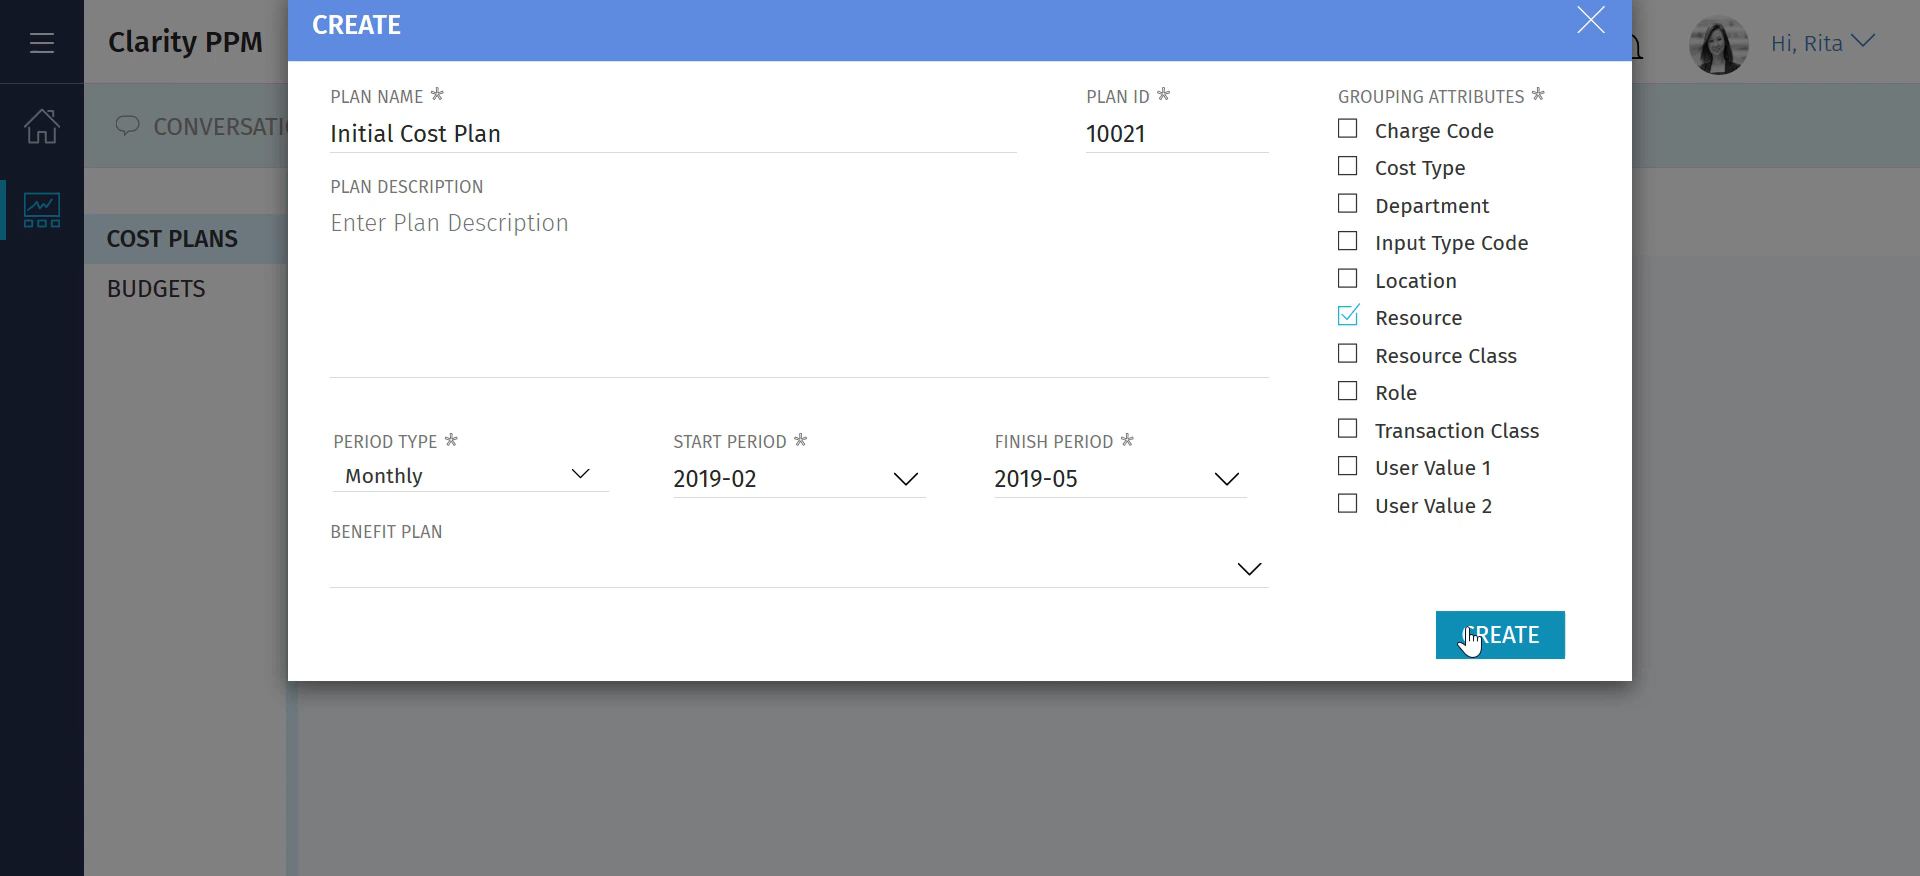 Clarity PPM
CREATE
Hi, Rita
CONVERSATI
COST PLANS
BUDGETS
PLAN NAME *
Initial Cost Plan
PLAN ID *
10021
PLAN DESCRIPTION
Enter Plan Description
PERIOD TYPE *
Monthly
START PERIOD *
2019-02
FINISH PERIOD *
2019-05
BENEFIT PLAN
GROUPING ATTRIBUTES *
Charge Code
Cost Type
Department
Input Type Code
Location
Resource
Resource Class
Role
Transaction Class
User Value 1
User Value 2
CREATE